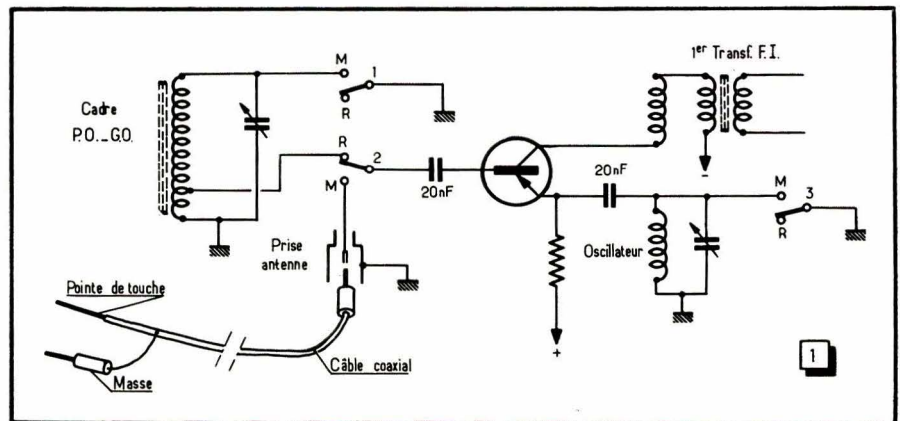 M
1
R
1er Transf. F.I.
Cadre
P.O._G.O.
R
2
M
20nF
-
20nF
M
3
R
Prise
antenne
Oscillateur
Pointe de touche
+
Câble coaxial
Masse
1